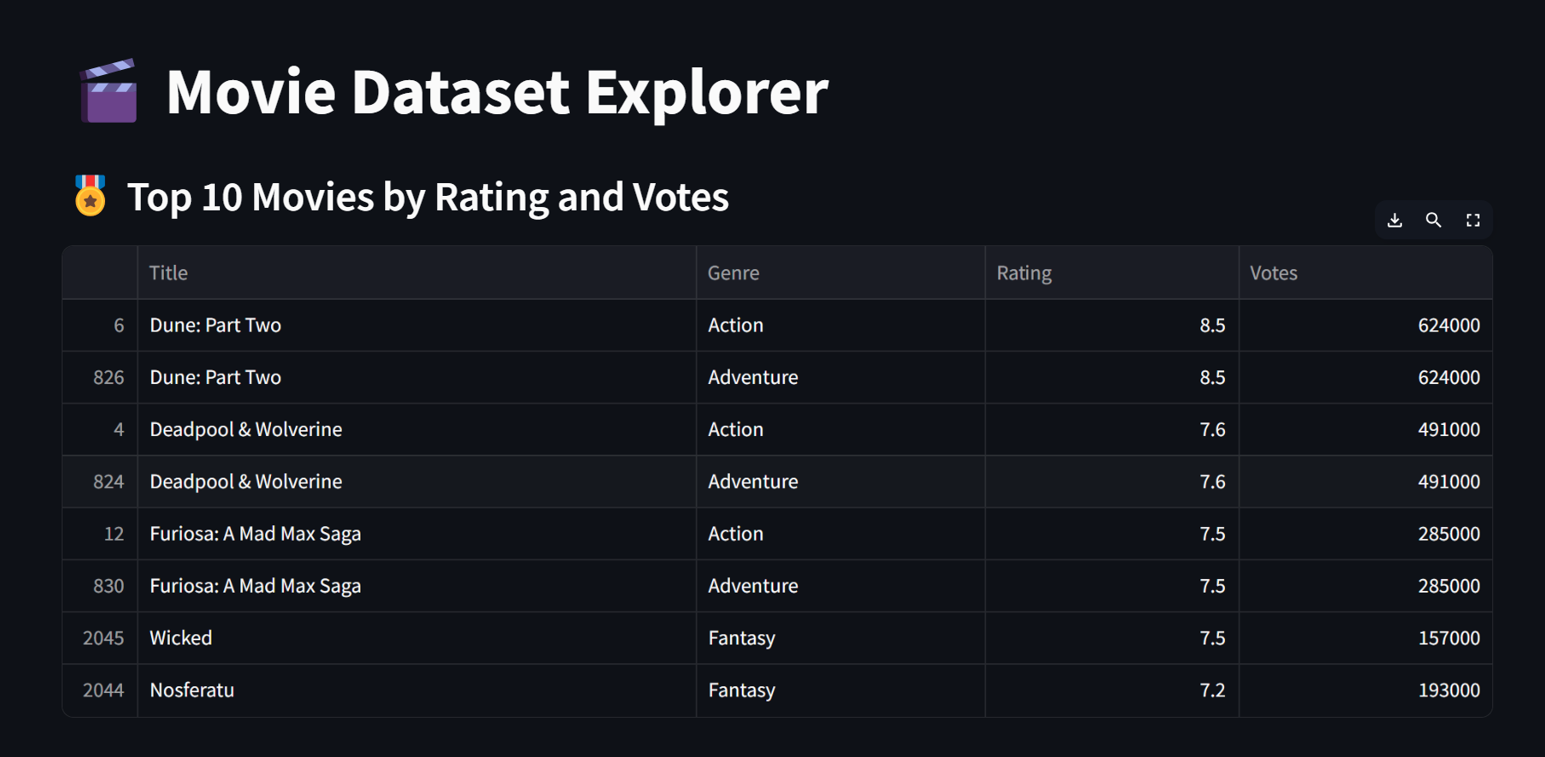 Movie Dataset Explorer
Top 10 Movies by Rating and Votes
Title Genre Rating Votes
6 Dune: Part Two Action 8.5 624000
826 Dune: Part Two Adventure 8.5 624000
4 Deadpool & Wolverine Action 7.6 491000
824 Deadpool & Wolverine Adventure 7.6 491000
12 Furiosa: A Mad Max Saga Action 7.5 285000
830 Furiosa: A Mad Max Saga Adventure 7.5 285000
2045 Wicked Fantasy 7.5 157000
2044 Nosferatu Fantasy 7.2 193000